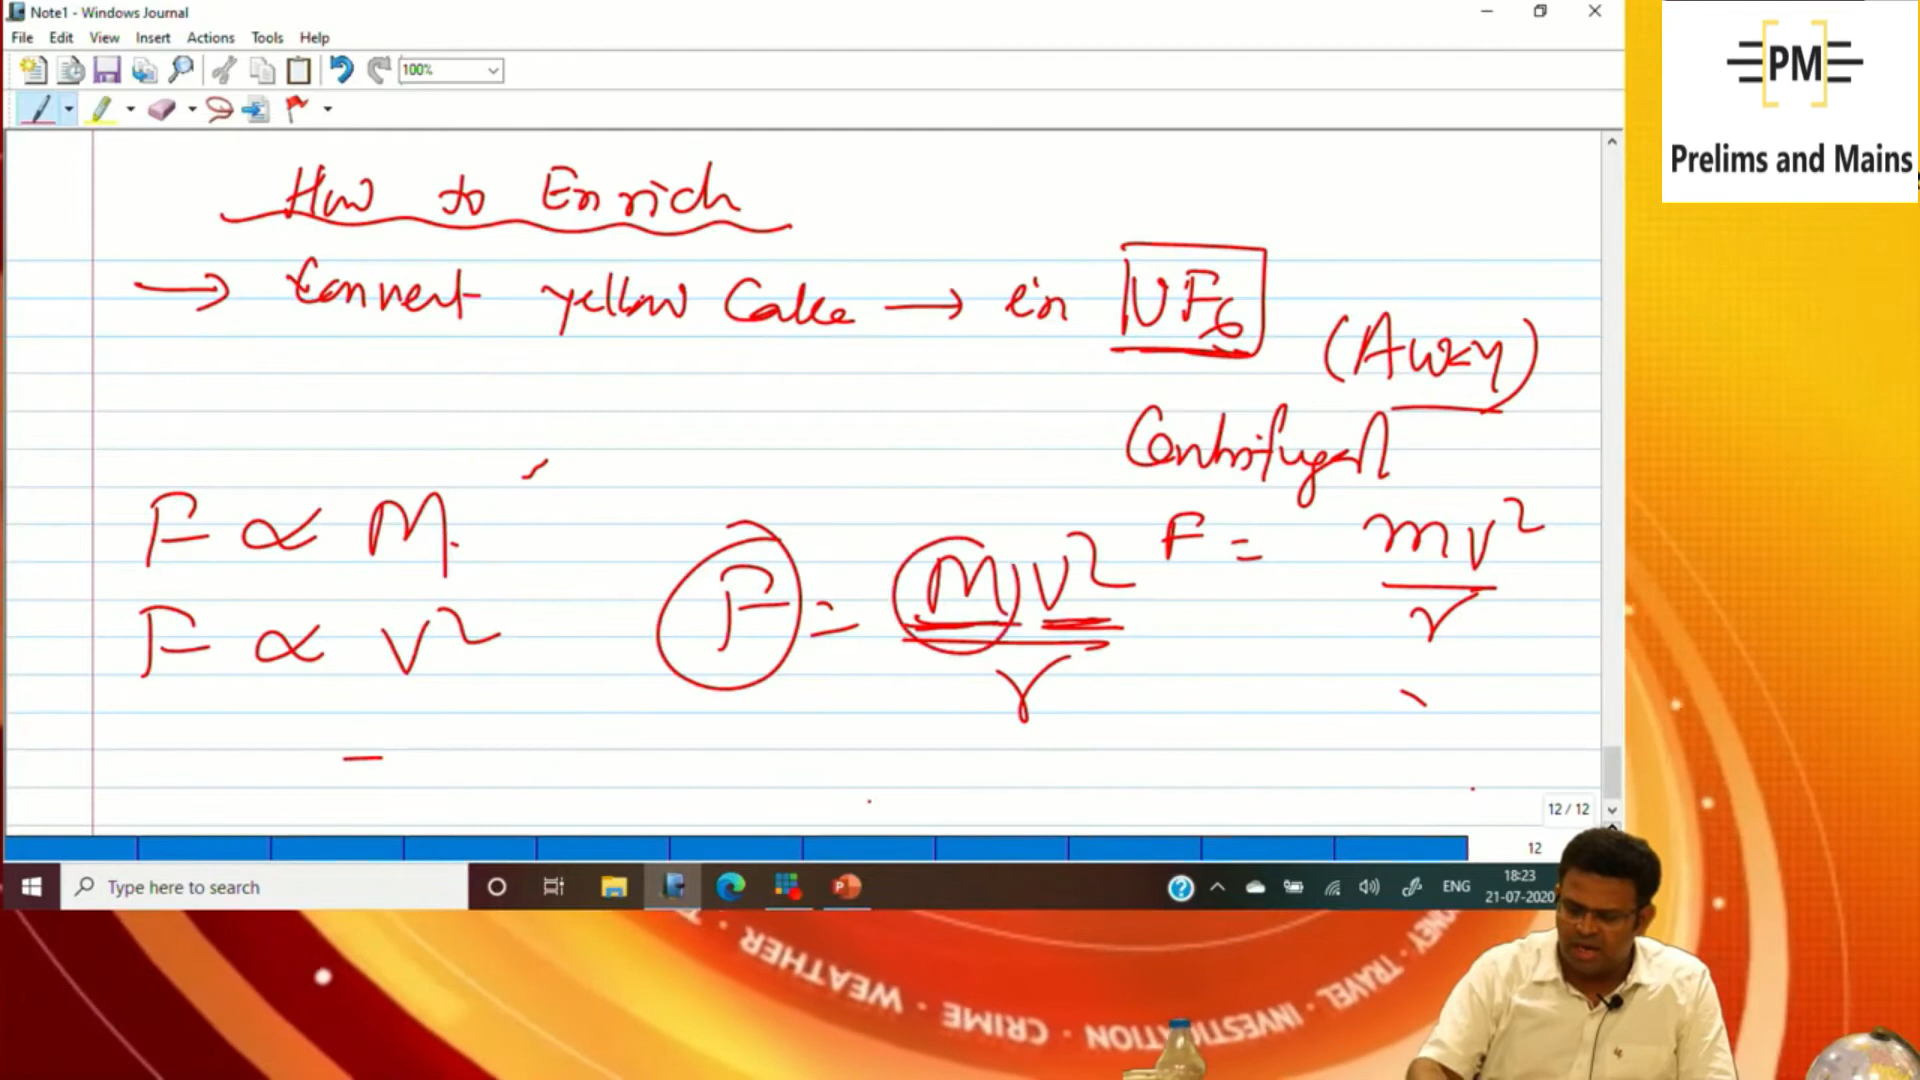 Note1 - Windows Journal
File Edit View Insert Actions Tools Help
100%
PM
Prelims and Mains
How to Enrich
→ Convert yellow Cake → in UF6
(Away)
Centrifugal
F ∝ M.
F = mv²/r
F = Mv²/r
F ∝ v²
12 / 12
12
Type here to search
ENG
18:23
21-07-2020
WEATHER · CRIME · INVESTIGATION · TRAVEL ·